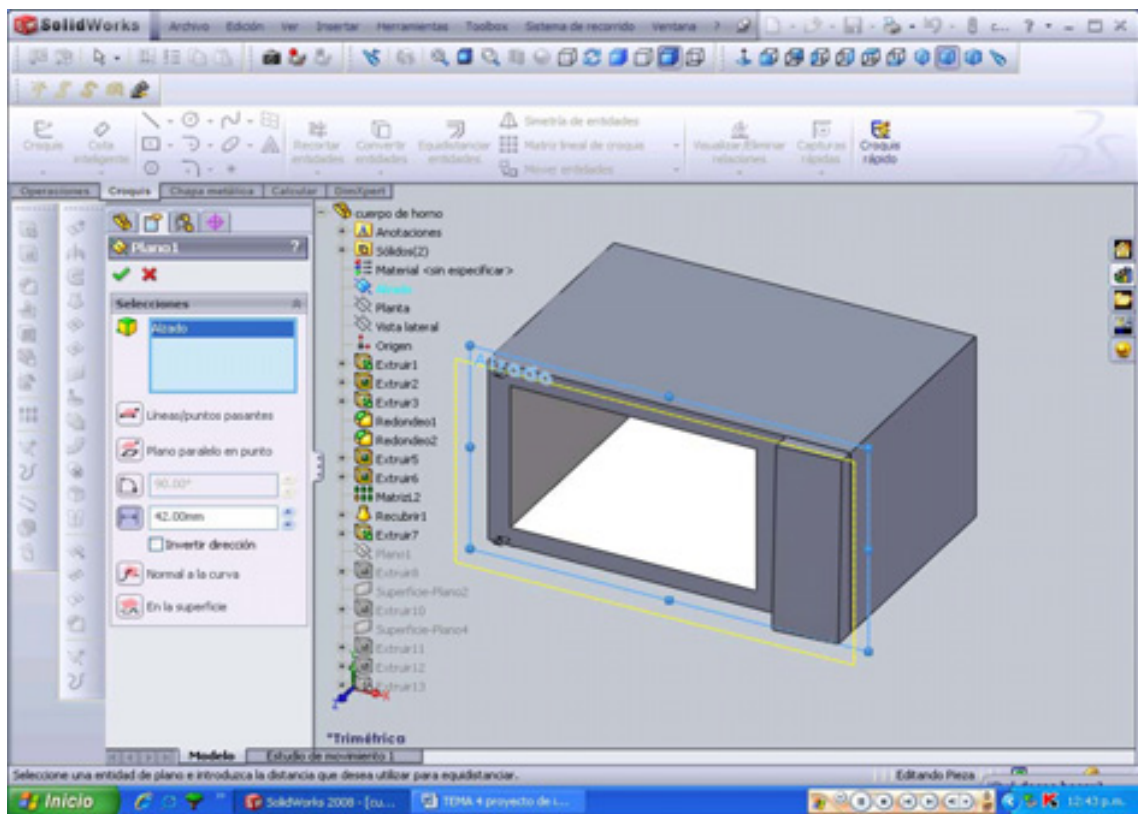 SolidWorks Archivo Edición Ver Insertar Herramientas Toolbox Sistema de recorrido Ventana ? c... ?
Croquis
Cota inteligente
Recortar entidades
Convertir entidades
Equidistanciar entidades
Simetría de entidades
Matriz lineal de croquis
Mover entidades
Visualizar/Eliminar relaciones
Capturas rápidas
Croquis rápido
Operaciones Croquis Chapa metálica Calcular DimXpert
Plano1 ?
Selecciones
Alzado
Líneas/puntos pasantes
Plano paralelo en punto
90.00°
42.00mm
Invertir dirección
Normal a la curva
En la superficie
cuerpo de horno
Anotaciones
Sólidos(2)
Material <sin especificar>
Alzado
Planta
Vista lateral
Origen
Extruir1
Extruir2
Extruir3
Redondeo1
Redondeo2
Extruir5
Extruir6
MatrizL2
Recubrir1
Extruir7
Plano1
Extruir8
Superficie-Plano2
Extruir10
Superficie-Plano4
Extruir11
Extruir12
Extruir13
Alzado
*Trimétrica
Modelo Estudio de movimiento 1
Seleccione una entidad de plano e introduzca la distancia que desea utilizar para equidistanciar.
Editando Pieza
Inicio
SolidWorks 2008 - [cu...
TEMA 4 proyecto de i...
12:43 p.m.